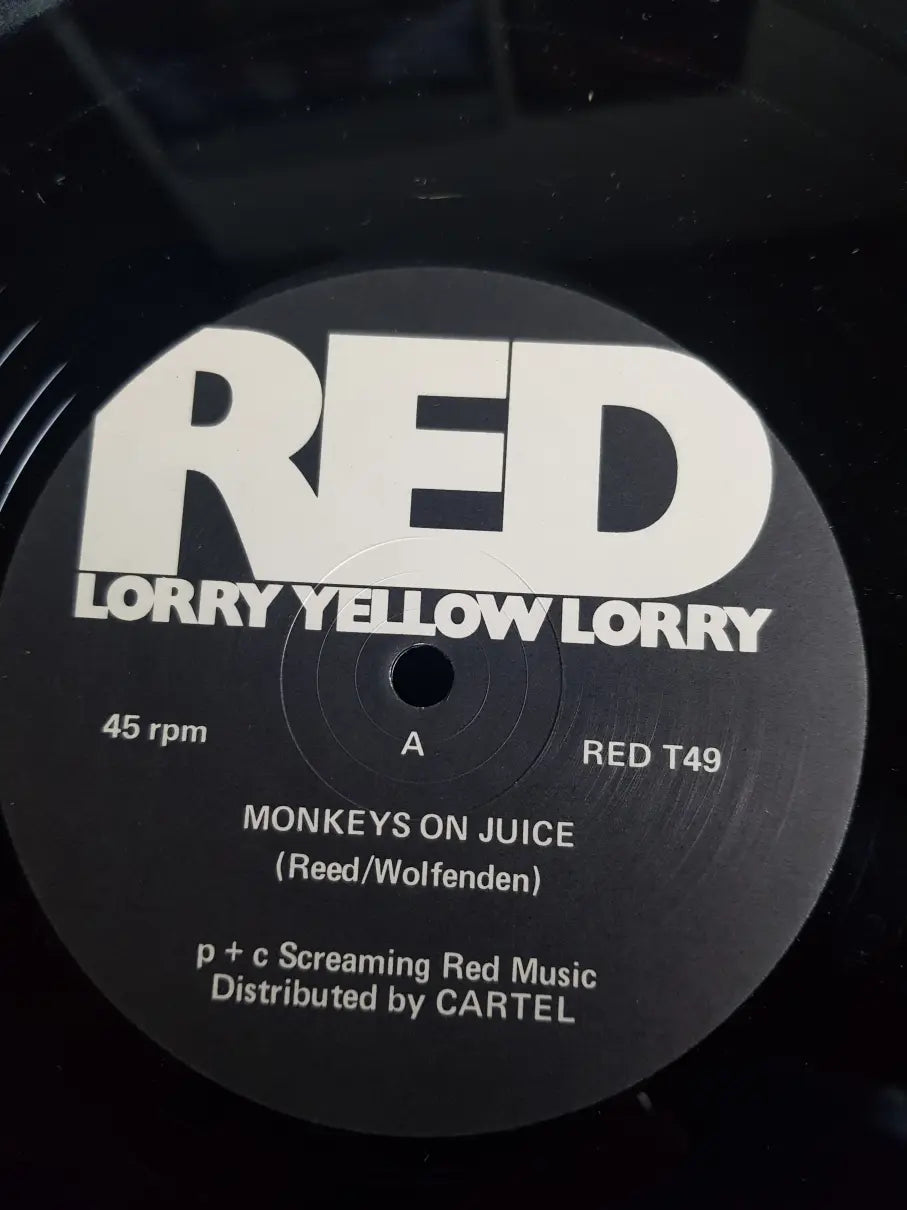 RED
LORRY YELLOW LORRY
45 rpm
A
RED T49
MONKEYS ON JUICE
(Reed/Wolfenden)
p + c Screaming Red Music
Distributed by CARTEL